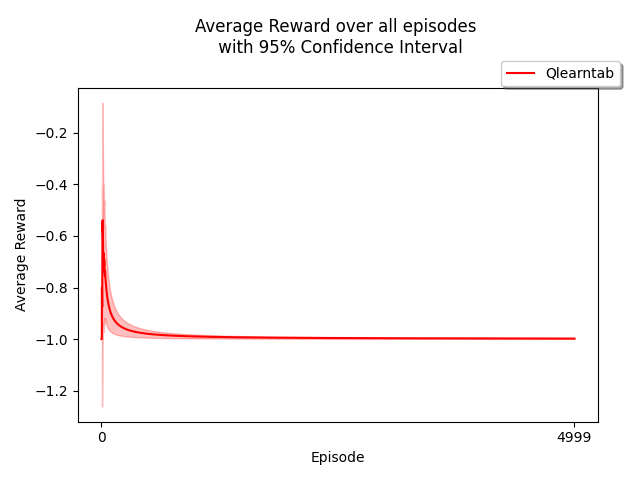 Average Reward over all episodes
with 95% Confidence Interval
Qlearntab
Average Reward
−0.2
−0.4
−0.6
−0.8
−1.0
−1.2
0
4999
Episode